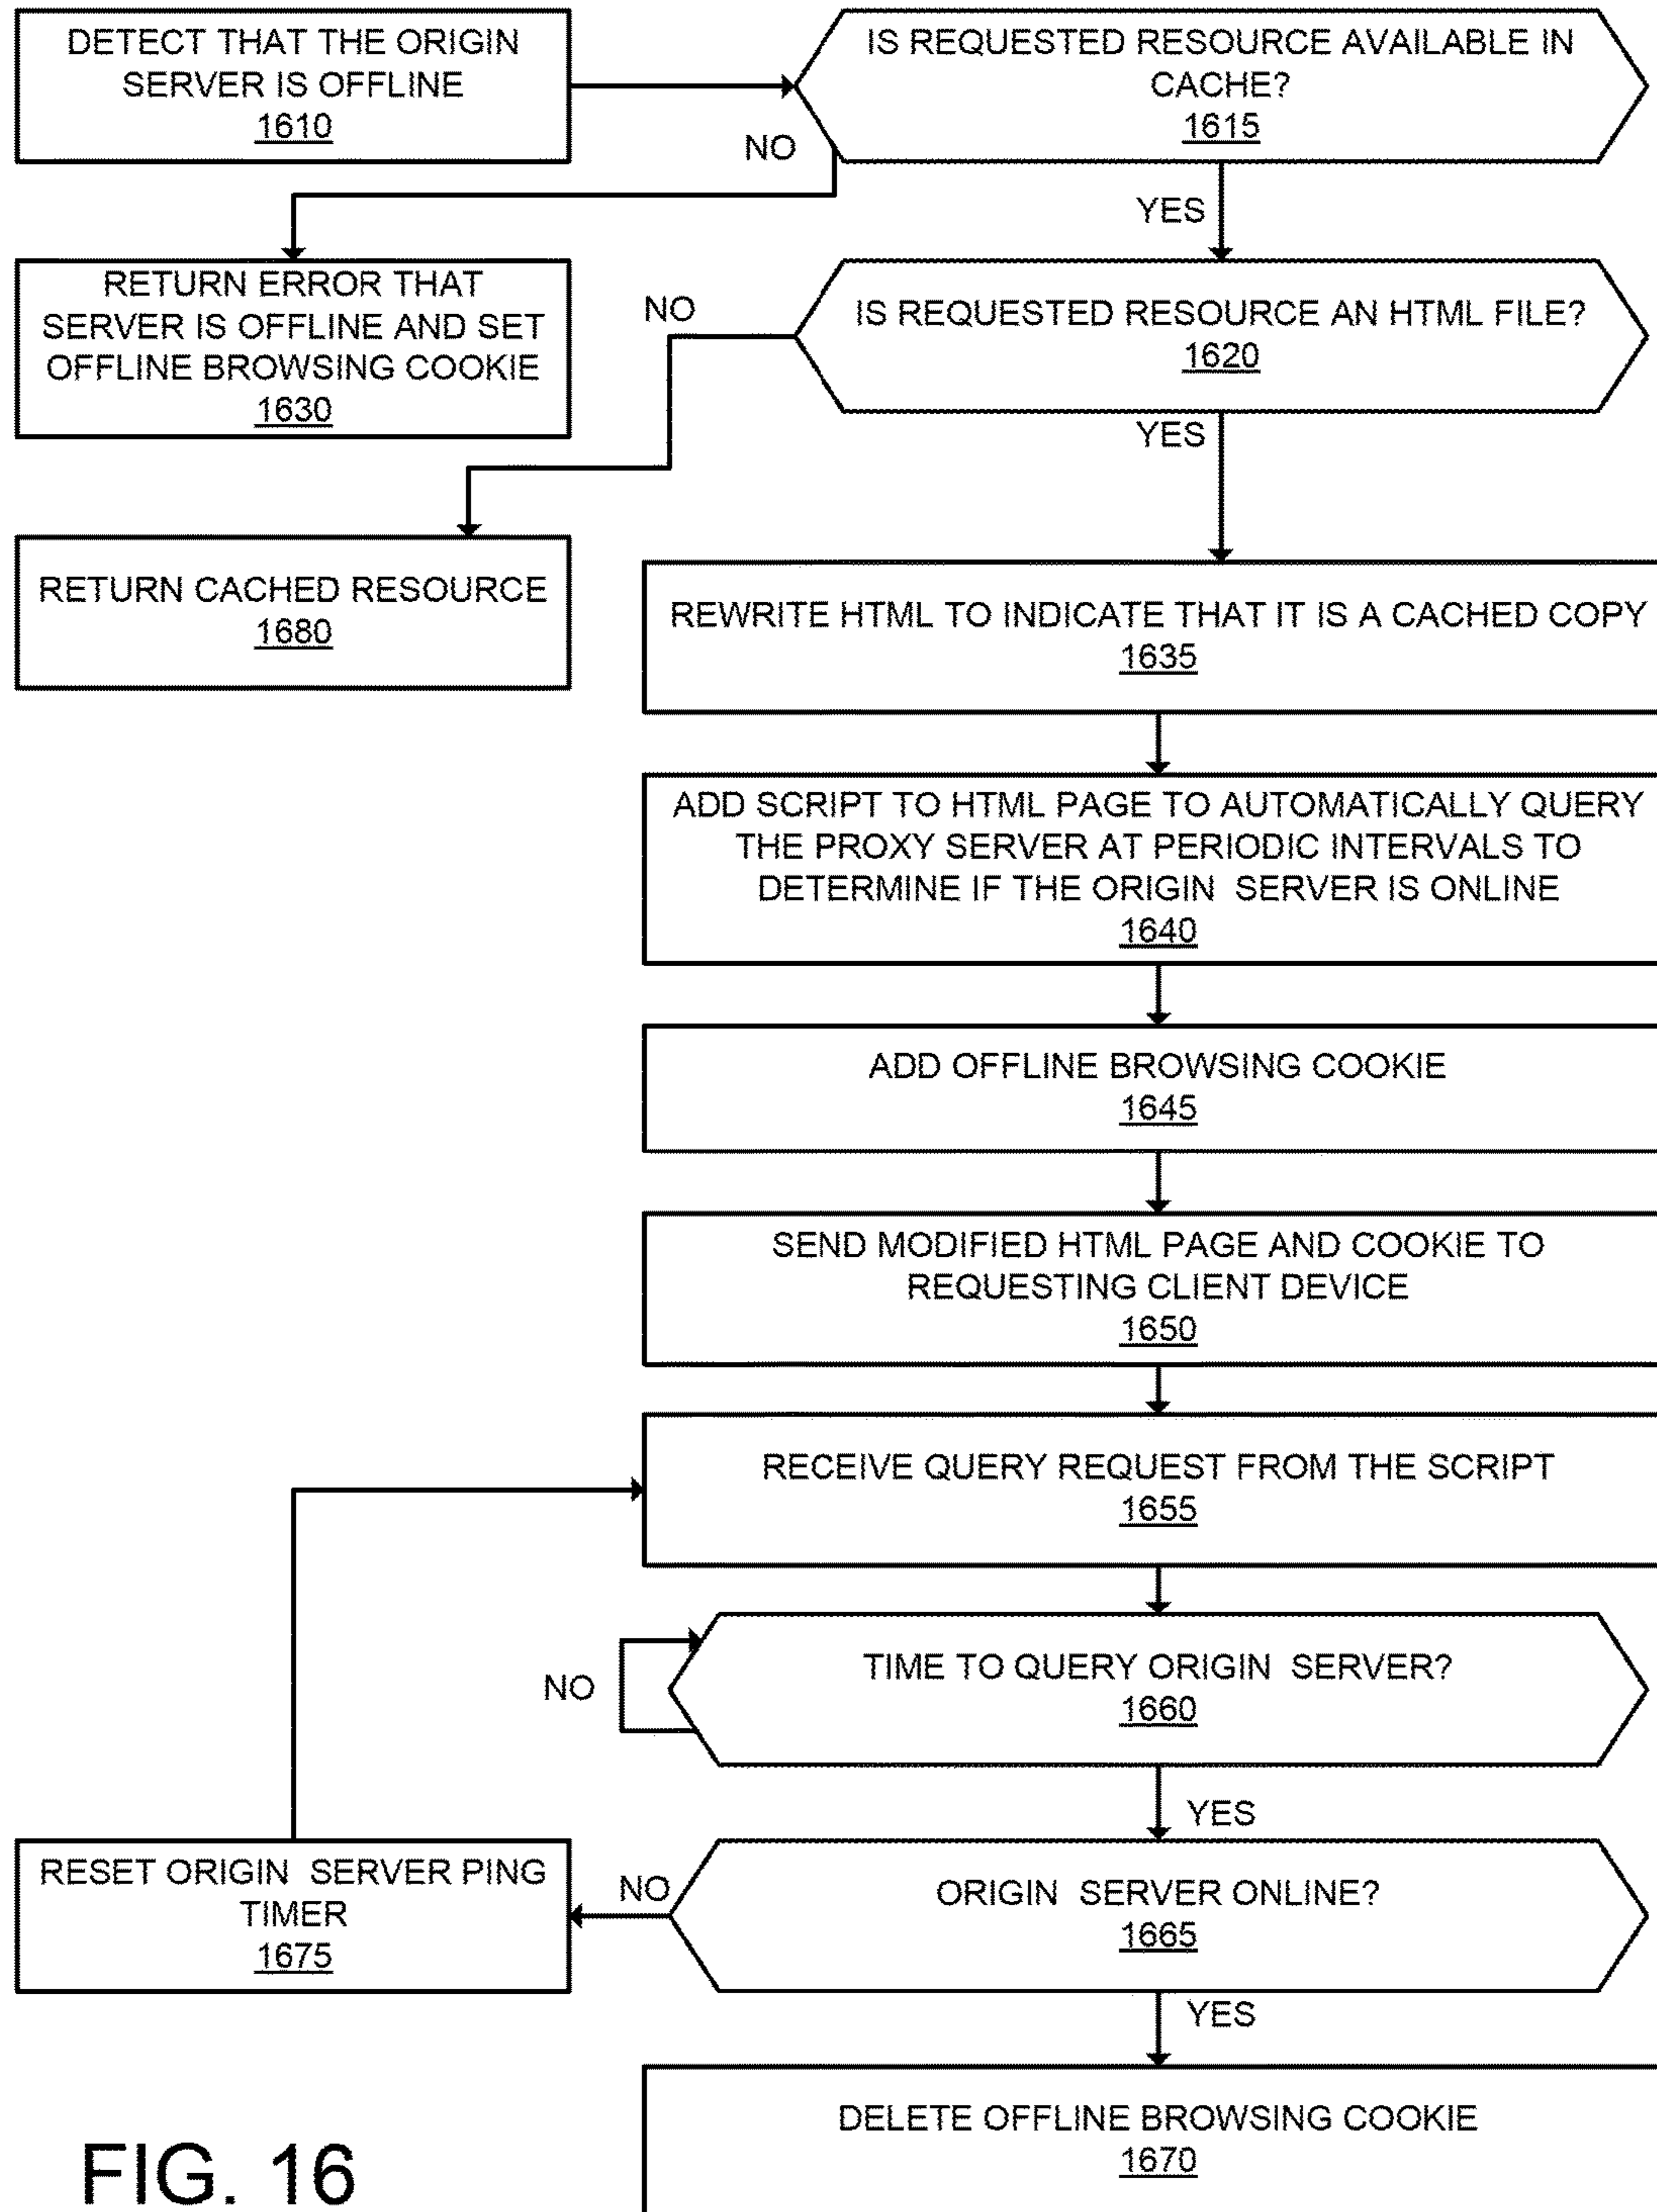 DETECT THAT THE ORIGIN
SERVER IS OFFLINE
1610
IS REQUESTED RESOURCE AVAILABLE IN
CACHE?
1615
NO
YES
RETURN ERROR THAT
SERVER IS OFFLINE AND SET
OFFLINE BROWSING COOKIE
1630
NO
IS REQUESTED RESOURCE AN HTML FILE?
1620
YES
RETURN CACHED RESOURCE
1680
REWRITE HTML TO INDICATE THAT IT IS A CACHED COPY
1635
ADD SCRIPT TO HTML PAGE TO AUTOMATICALLY QUERY
THE PROXY SERVER AT PERIODIC INTERVALS TO
DETERMINE IF THE ORIGIN SERVER IS ONLINE
1640
ADD OFFLINE BROWSING COOKIE
1645
SEND MODIFIED HTML PAGE AND COOKIE TO
REQUESTING CLIENT DEVICE
1650
RECEIVE QUERY REQUEST FROM THE SCRIPT
1655
TIME TO QUERY ORIGIN SERVER?
1660
NO
YES
RESET ORIGIN SERVER PING
TIMER
1675
NO
ORIGIN SERVER ONLINE?
1665
YES
DELETE OFFLINE BROWSING COOKIE
1670
FIG. 16